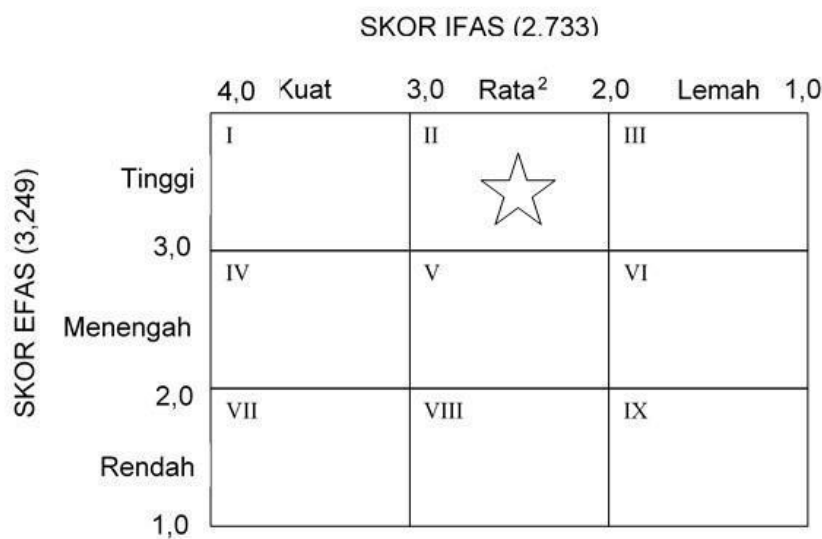 SKOR IFAS (2.733)
4,0 Kuat 3,0 Rata² 2,0 Lemah 1,0
I II III
Tinggi
3,0
SKOR EFAS (3,249)
IV V VI
Menengah
2,0
VII VIII IX
Rendah
1,0